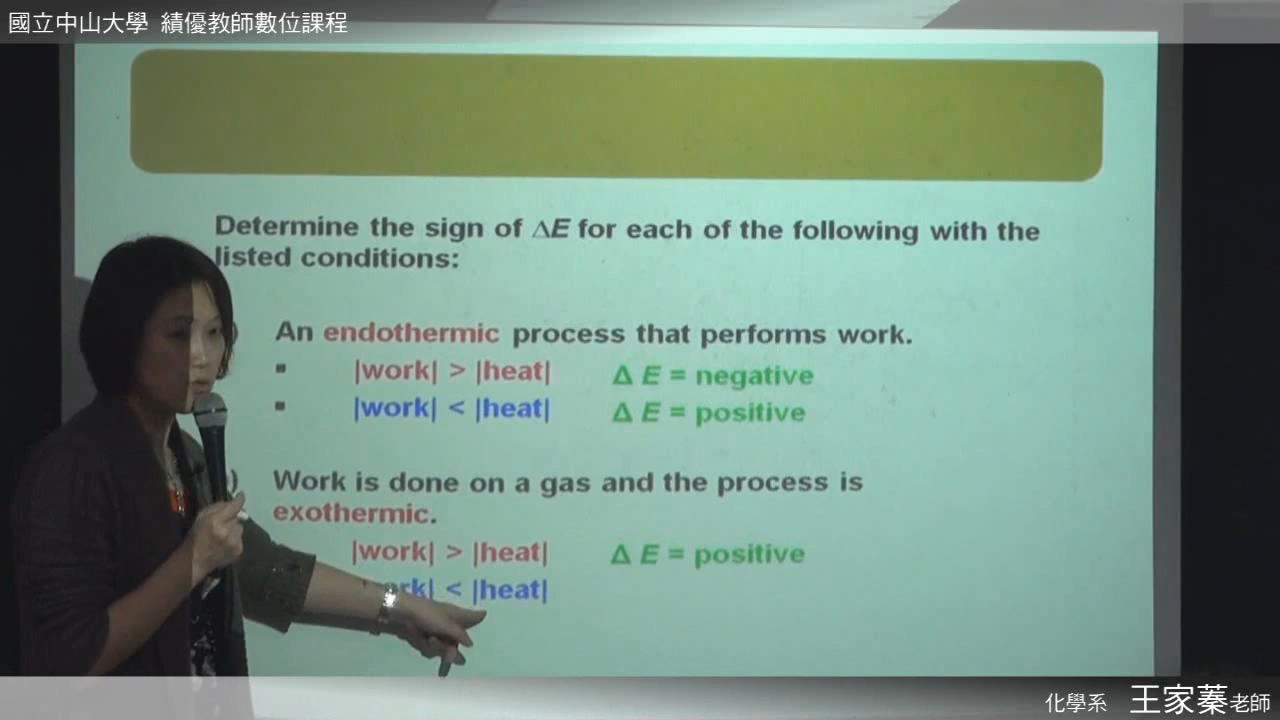 國立中山大學 績優教師數位課程
Determine the sign of ΔE for each of the following with the
listed conditions:
) An endothermic process that performs work.
▪ |work| > |heat| Δ E = negative
▪ |work| < |heat| Δ E = positive
) Work is done on a gas and the process is
exothermic.
|work| > |heat| Δ E = positive
ork| < |heat|
化學系 王家蓁老師